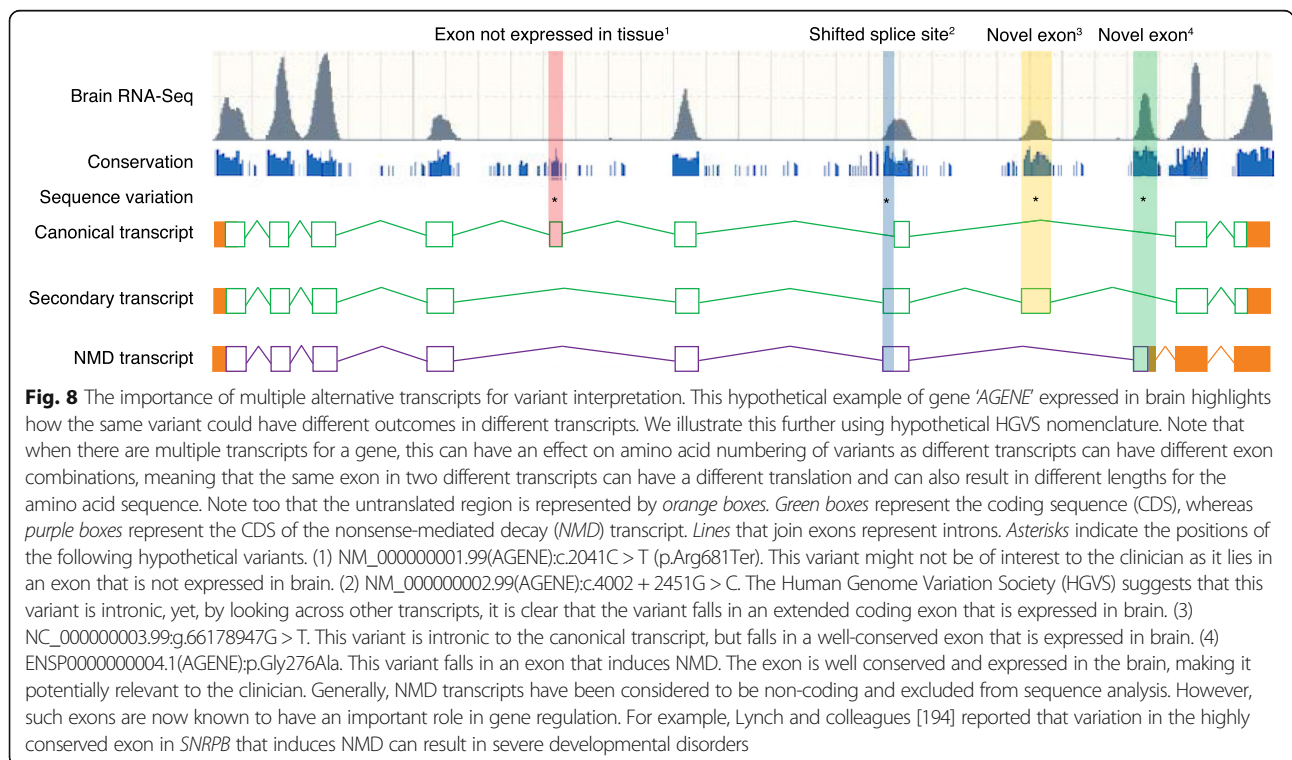 Exon not expressed in tissue¹ Shifted splice site² Novel exon³ Novel exon⁴
Brain RNA-Seq
Conservation
Sequence variation * * * *
Canonical transcript
Secondary transcript
NMD transcript
Fig. 8 The importance of multiple alternative transcripts for variant interpretation. This hypothetical example of gene ‘AGENE’ expressed in brain highlights
how the same variant could have different outcomes in different transcripts. We illustrate this further using hypothetical HGVS nomenclature. Note that
when there are multiple transcripts for a gene, this can have an effect on amino acid numbering of variants as different transcripts can have different exon
combinations, meaning that the same exon in two different transcripts can have a different translation and can also result in different lengths for the
amino acid sequence. Note too that the untranslated region is represented by orange boxes. Green boxes represent the coding sequence (CDS), whereas
purple boxes represent the CDS of the nonsense-mediated decay (NMD) transcript. Lines that join exons represent introns. Asterisks indicate the positions of
the following hypothetical variants. (1) NM_000000001.99(AGENE):c.2041C > T (p.Arg681Ter). This variant might not be of interest to the clinician as it lies in
an exon that is not expressed in brain. (2) NM_000000002.99(AGENE):c.4002 + 2451G > C. The Human Genome Variation Society (HGVS) suggests that this
variant is intronic, yet, by looking across other transcripts, it is clear that the variant falls in an extended coding exon that is expressed in brain. (3)
NC_000000003.99:g.66178947G > T. This variant is intronic to the canonical transcript, but falls in a well-conserved exon that is expressed in brain. (4)
ENSP0000000004.1(AGENE):p.Gly276Ala. This variant falls in an exon that induces NMD. The exon is well conserved and expressed in the brain, making it
potentially relevant to the clinician. Generally, NMD transcripts have been considered to be non-coding and excluded from sequence analysis. However,
such exons are now known to have an important role in gene regulation. For example, Lynch and colleagues [194] reported that variation in the highly
conserved exon in SNRPB that induces NMD can result in severe developmental disorders